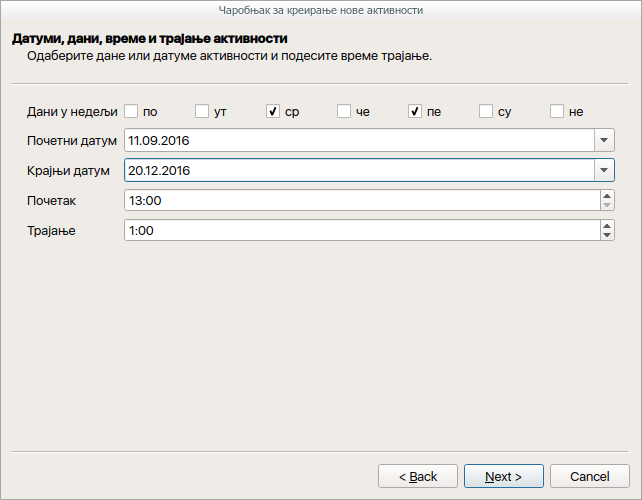 Чаробњак за креирање нове активности
Датуми, дани, време и трајање активности
Одаберите дане или датуме активности и подесите време трајање.
Дани у недељи по ут ср че пе су не
Почетни датум 11.09.2016
Крајњи датум 20.12.2016
Почетак 13:00
Трајање 1:00
< Back Next > Cancel